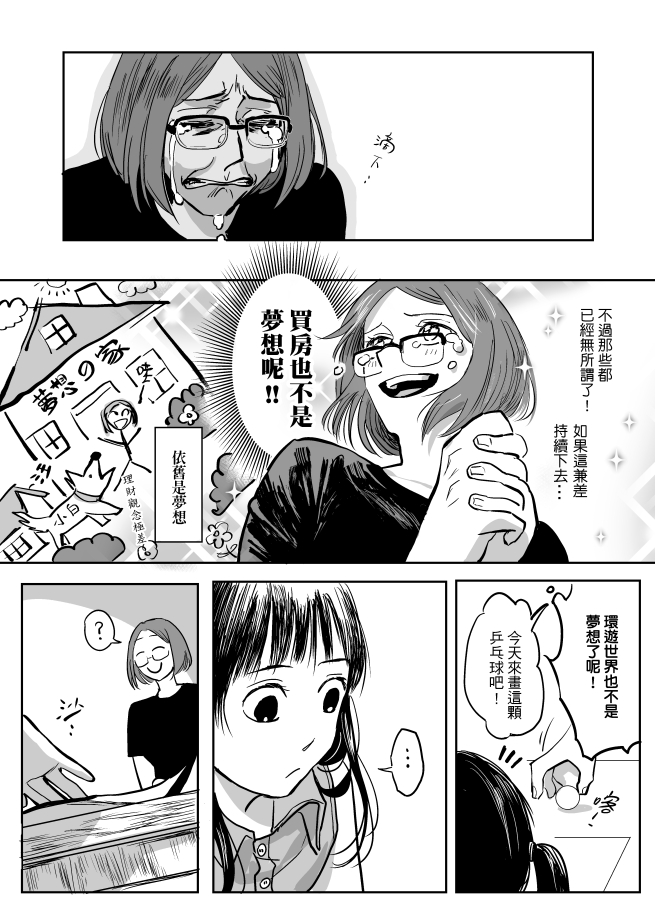 滴下…
不過那些都
已經無所謂了！
如果這兼差
持續下去…
買房也不是
夢想呢!!
依舊是夢想
夢想の家
小白
理財觀念極差
環遊世界也不是
夢想了呢！
今天來畫這顆
乒乓球吧！
喀！
…
？
沙…